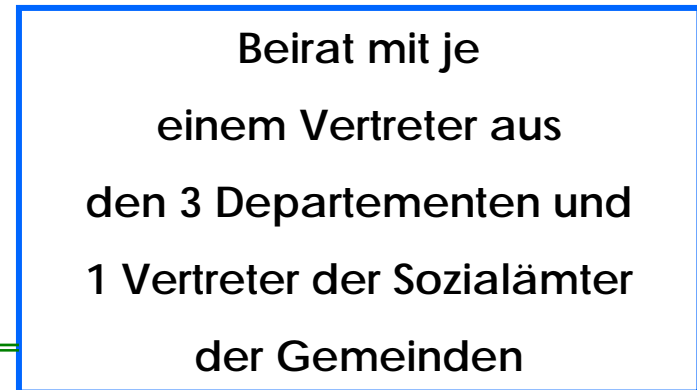 Beirat mit je
einem Vertreter aus
den 3 Departementen und
1 Vertreter der Sozialämter
der Gemeinden